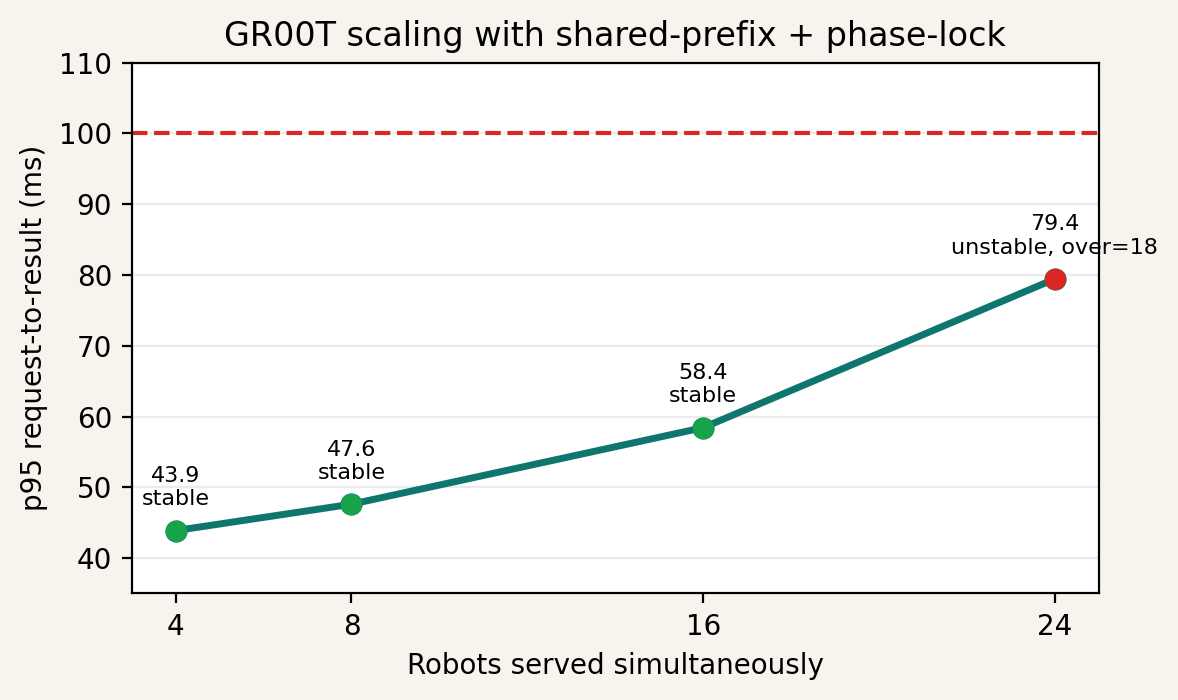 GR00T scaling with shared-prefix + phase-lock
p95 request-to-result (ms)
110
100
90
80
70
60
50
40
43.9
stable
47.6
stable
58.4
stable
79.4
unstable, over=18
4
8
16
24
Robots served simultaneously